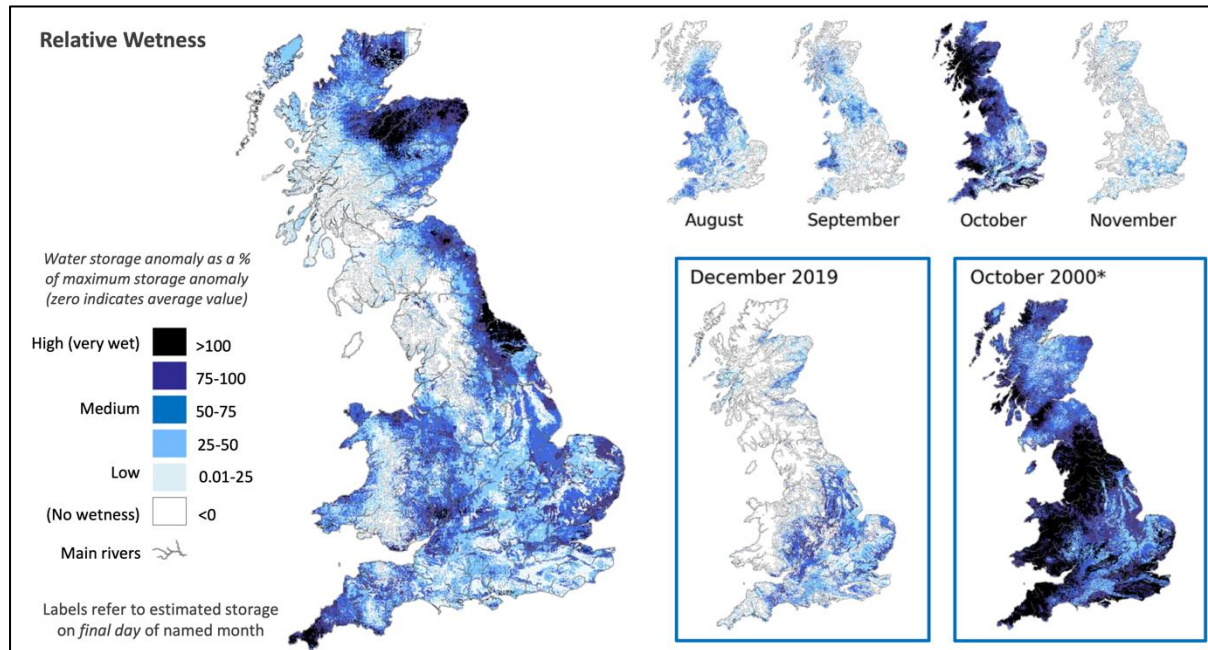 Relative Wetness
Water storage anomaly as a %
of maximum storage anomaly
(zero indicates average value)
High (very wet) >100
75-100
Medium 50-75
25-50
Low 0.01-25
(No wetness) <0
Main rivers
Labels refer to estimated storage
on final day of named month
August September October November
December 2019 October 2000*